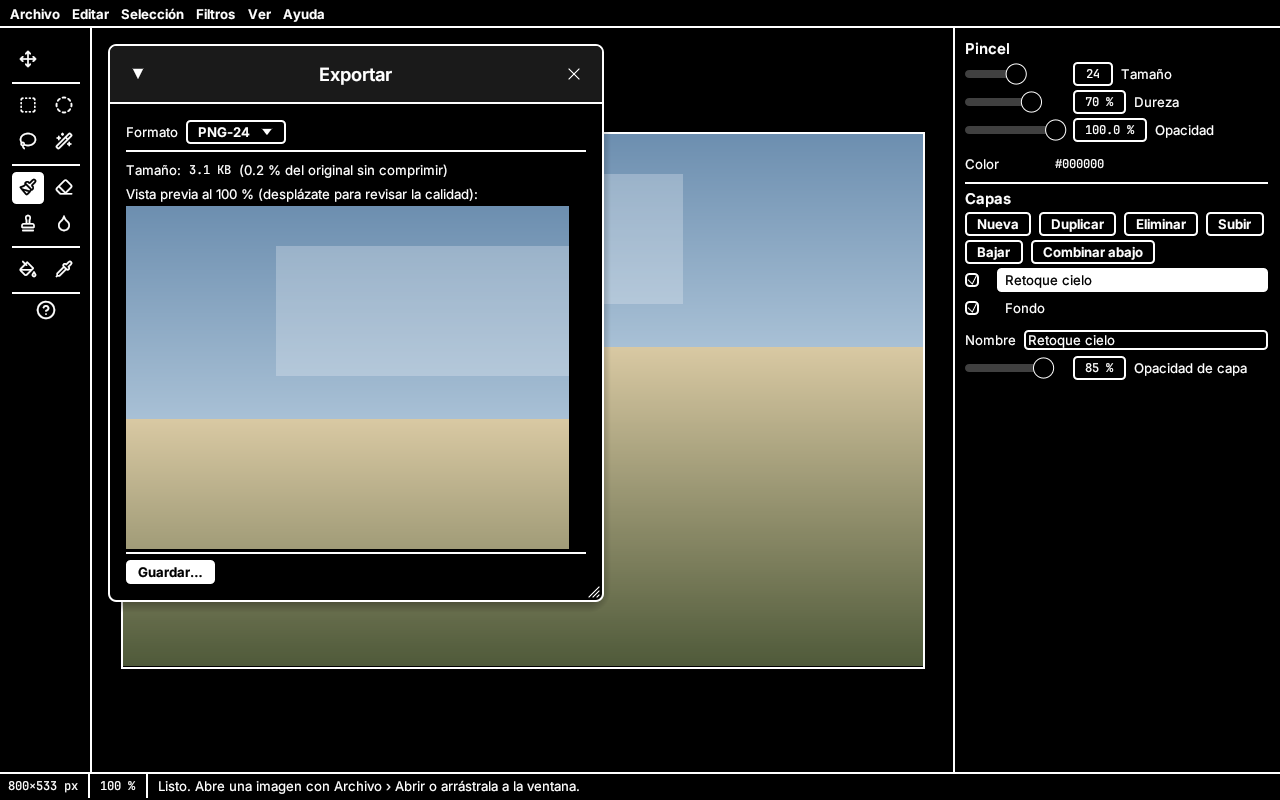 Archivo Editar Selección Filtros Ver Ayuda
Exportar
Formato PNG-24
Tamaño: 3.1 KB (0.2 % del original sin comprimir)
Vista previa al 100 % (desplázate para revisar la calidad):
Guardar...
Pincel
24 Tamaño
70 % Dureza
100.0 % Opacidad
Color #000000
Capas
Nueva Duplicar Eliminar Subir
Bajar Combinar abajo
Retoque cielo
Fondo
Nombre Retoque cielo
85 % Opacidad de capa
800×533 px 100 % Listo. Abre una imagen con Archivo › Abrir o arrástrala a la ventana.